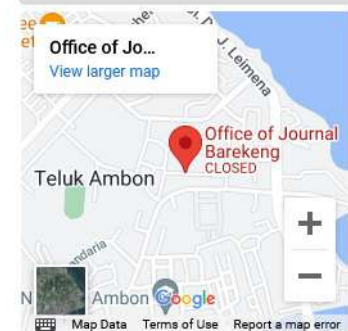 Office of Jo...
View larger map
J. Leimena
Office of Journal
Barekeng
CLOSED
Teluk Ambon
+
−
Ambon
Google
Map Data Terms of Use Report a map error